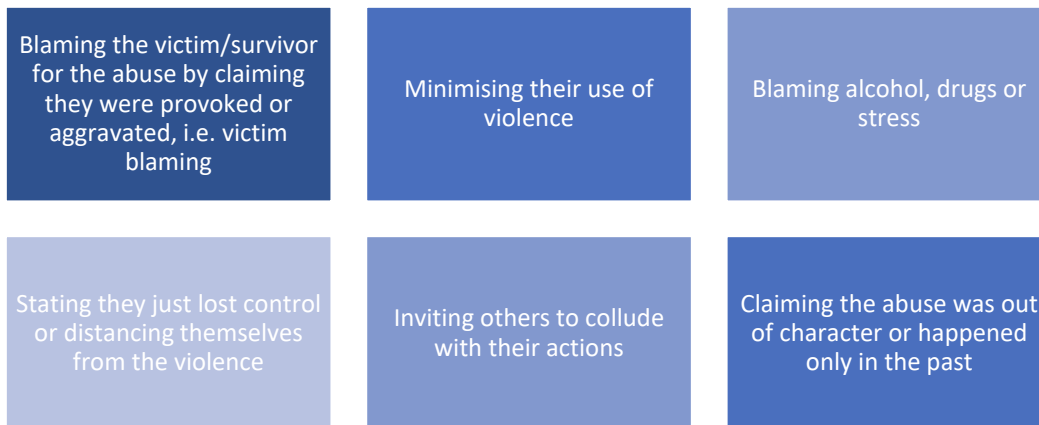 Blaming the victim/survivor
for the abuse by claiming
they were provoked or
aggravated, i.e. victim
blaming
Minimising their use of
violence
Blaming alcohol, drugs or
stress
Stating they just lost control
or distancing themselves
from the violence
Inviting others to collude
with their actions
Claiming the abuse was out
of character or happened
only in the past